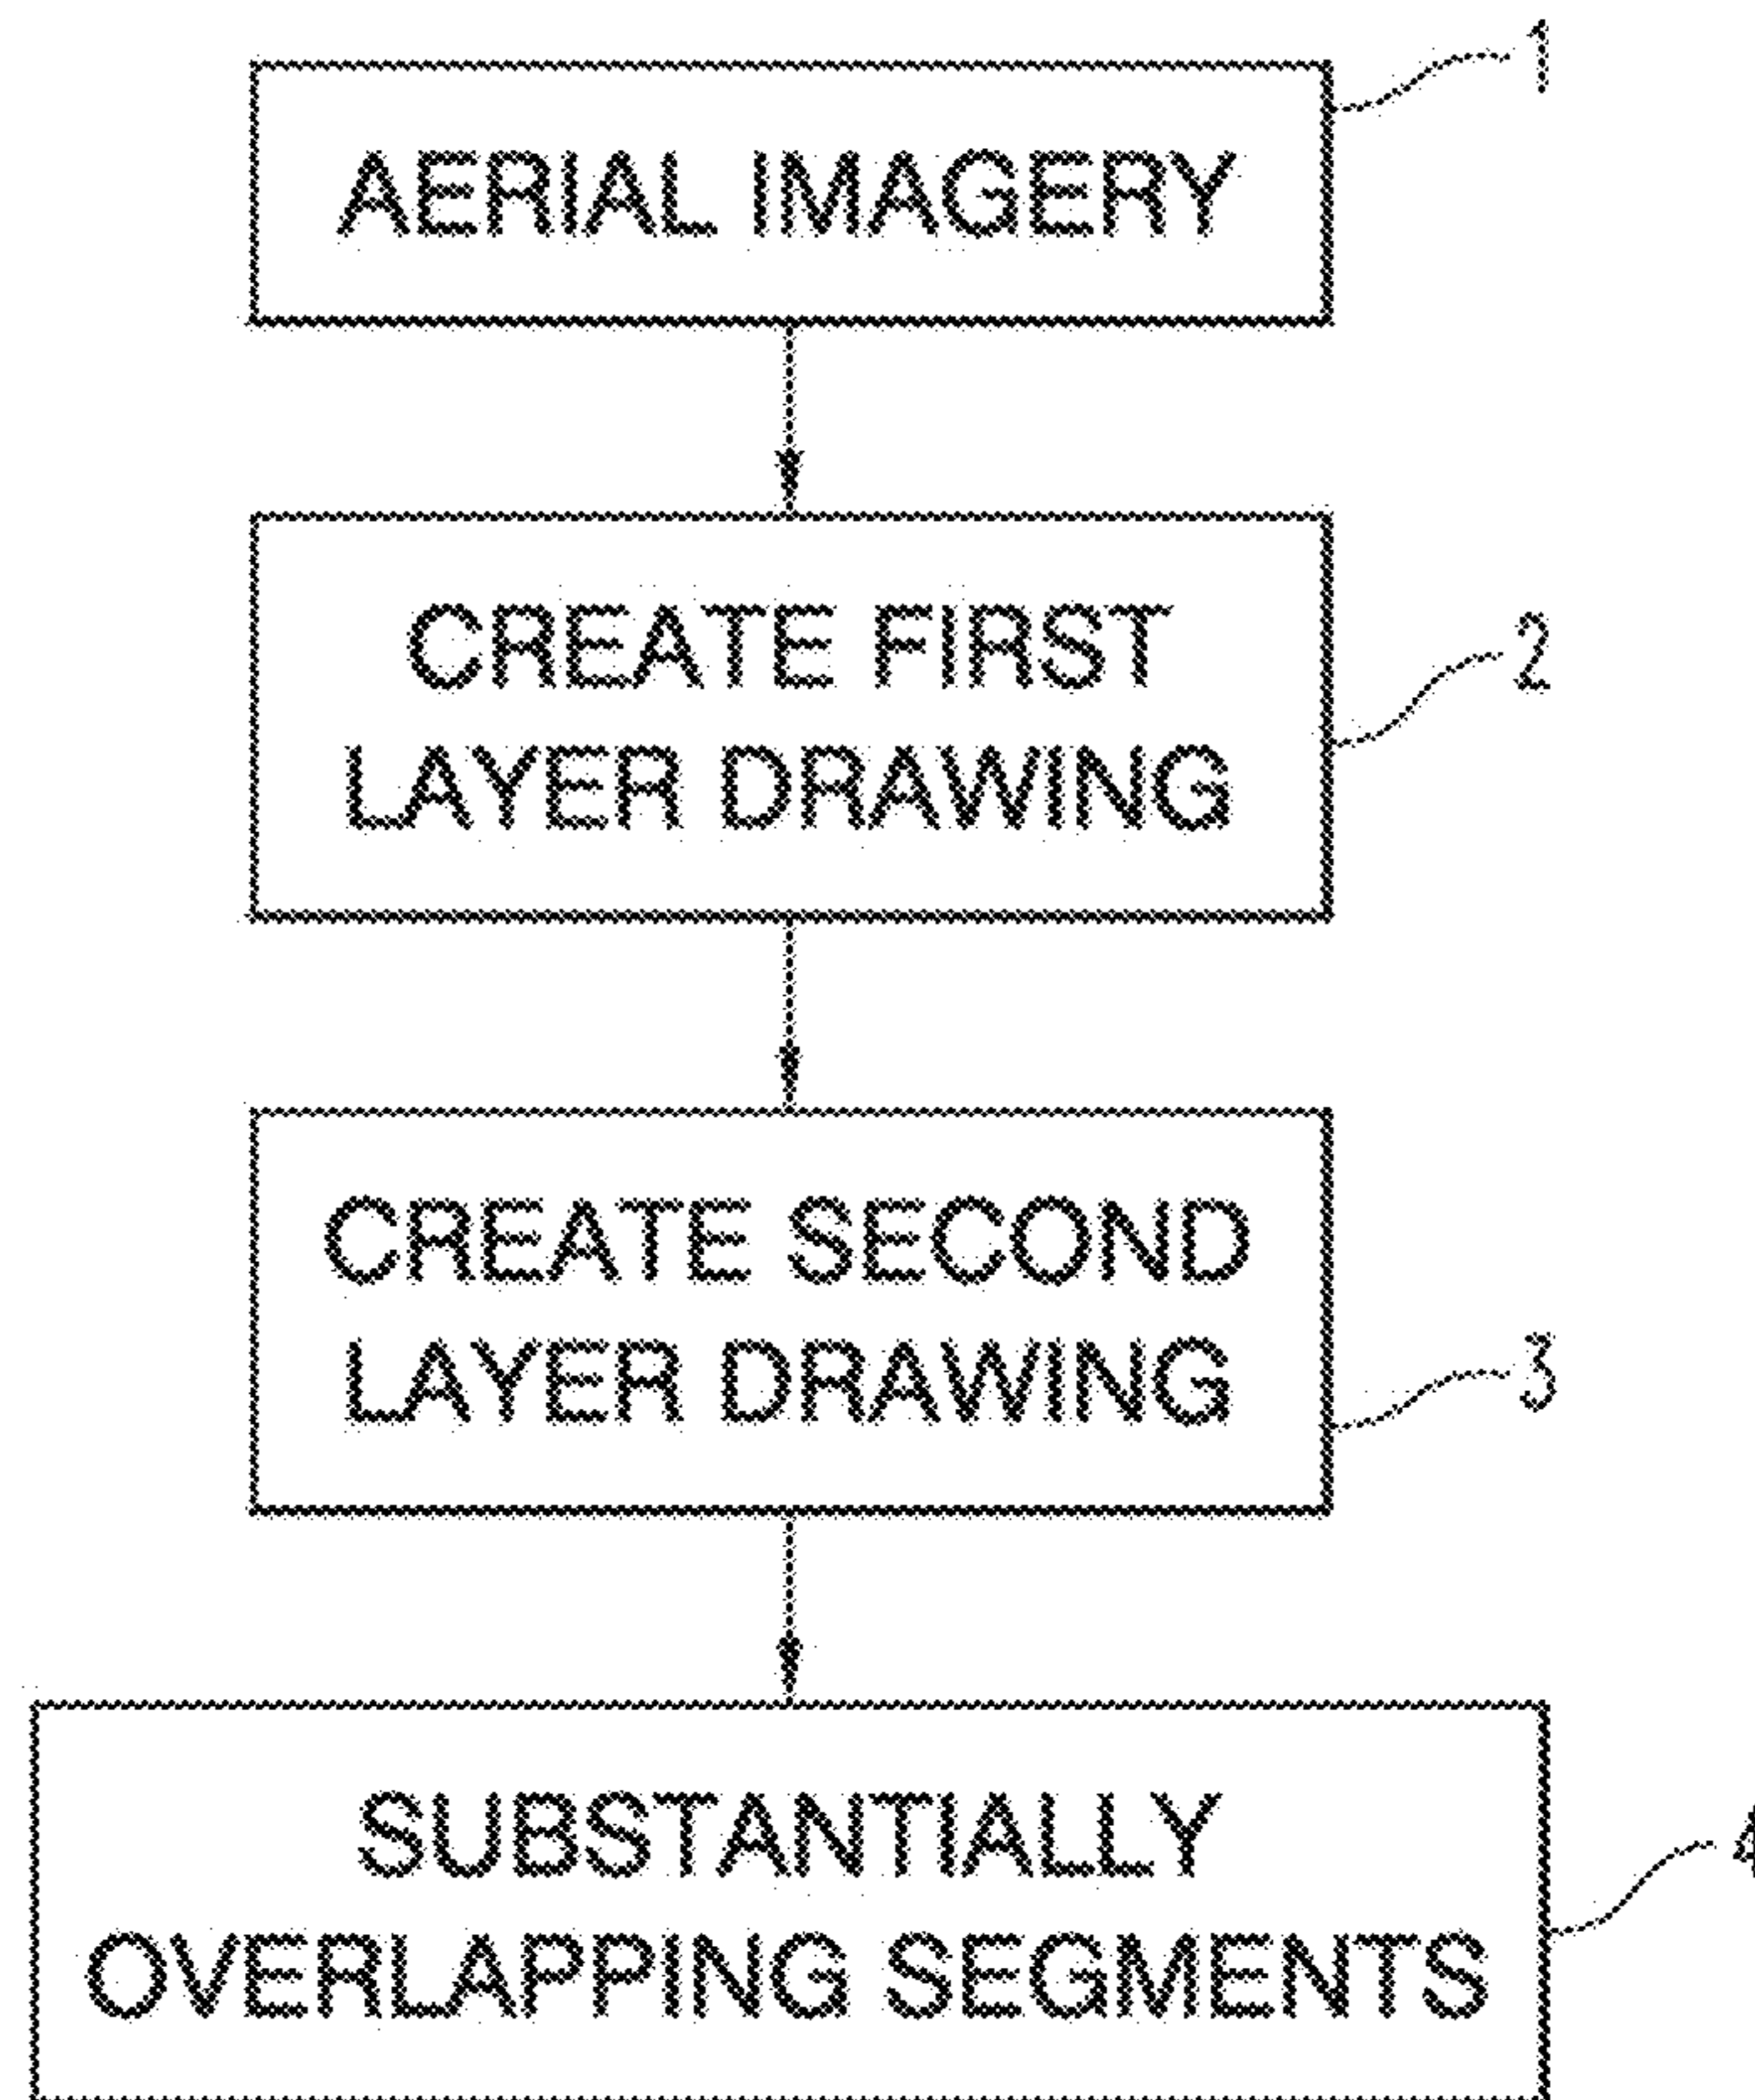 1
AERIAL IMAGERY
CREATE FIRST
2
LAYER DRAWING
CREATE SECOND
LAYER DRAWING
3
SUBSTANTIALLY
4
OVERLAPPING SEGMENTS